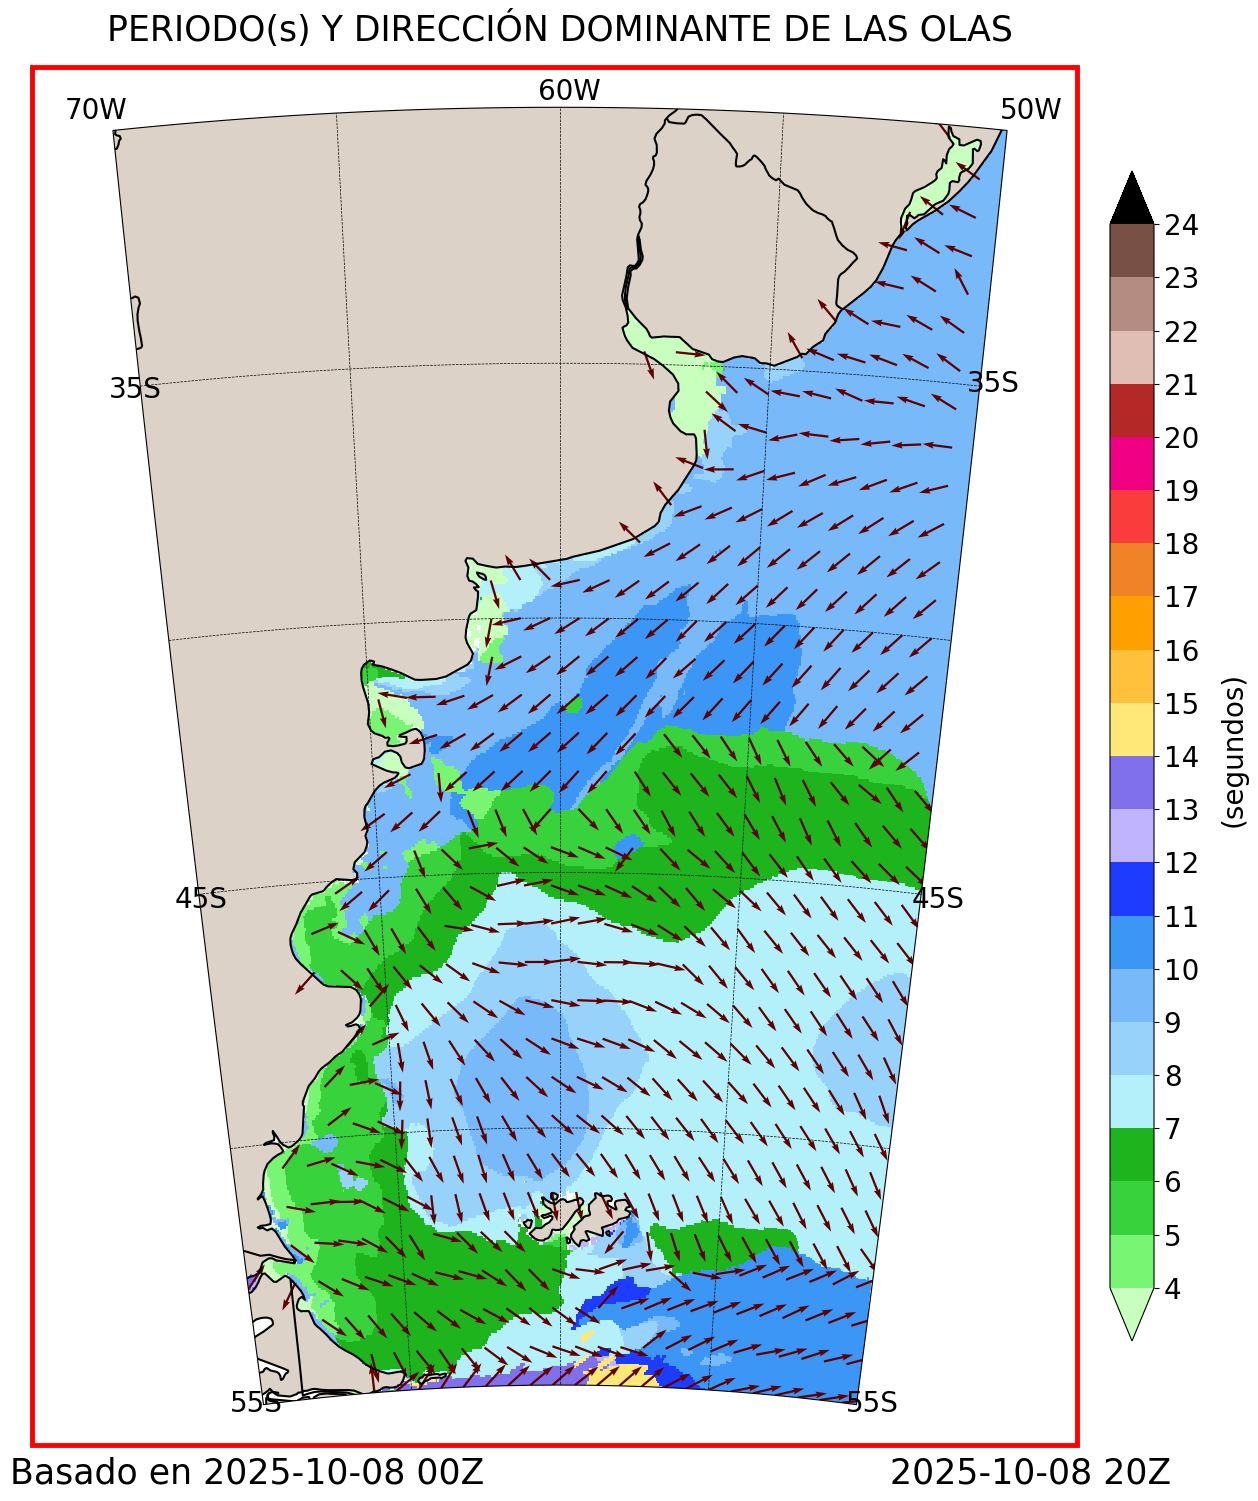 PERIODO(s) Y DIRECCIÓN DOMINANTE DE LAS OLAS
70W
60W
50W
35S
35S
45S
45S
55S
55S
24
23
22
21
20
19
18
17
16
15
14
13
12
11
10
9
8
7
6
5
4
(segundos)
Basado en 2025-10-08 00Z
2025-10-08 20Z